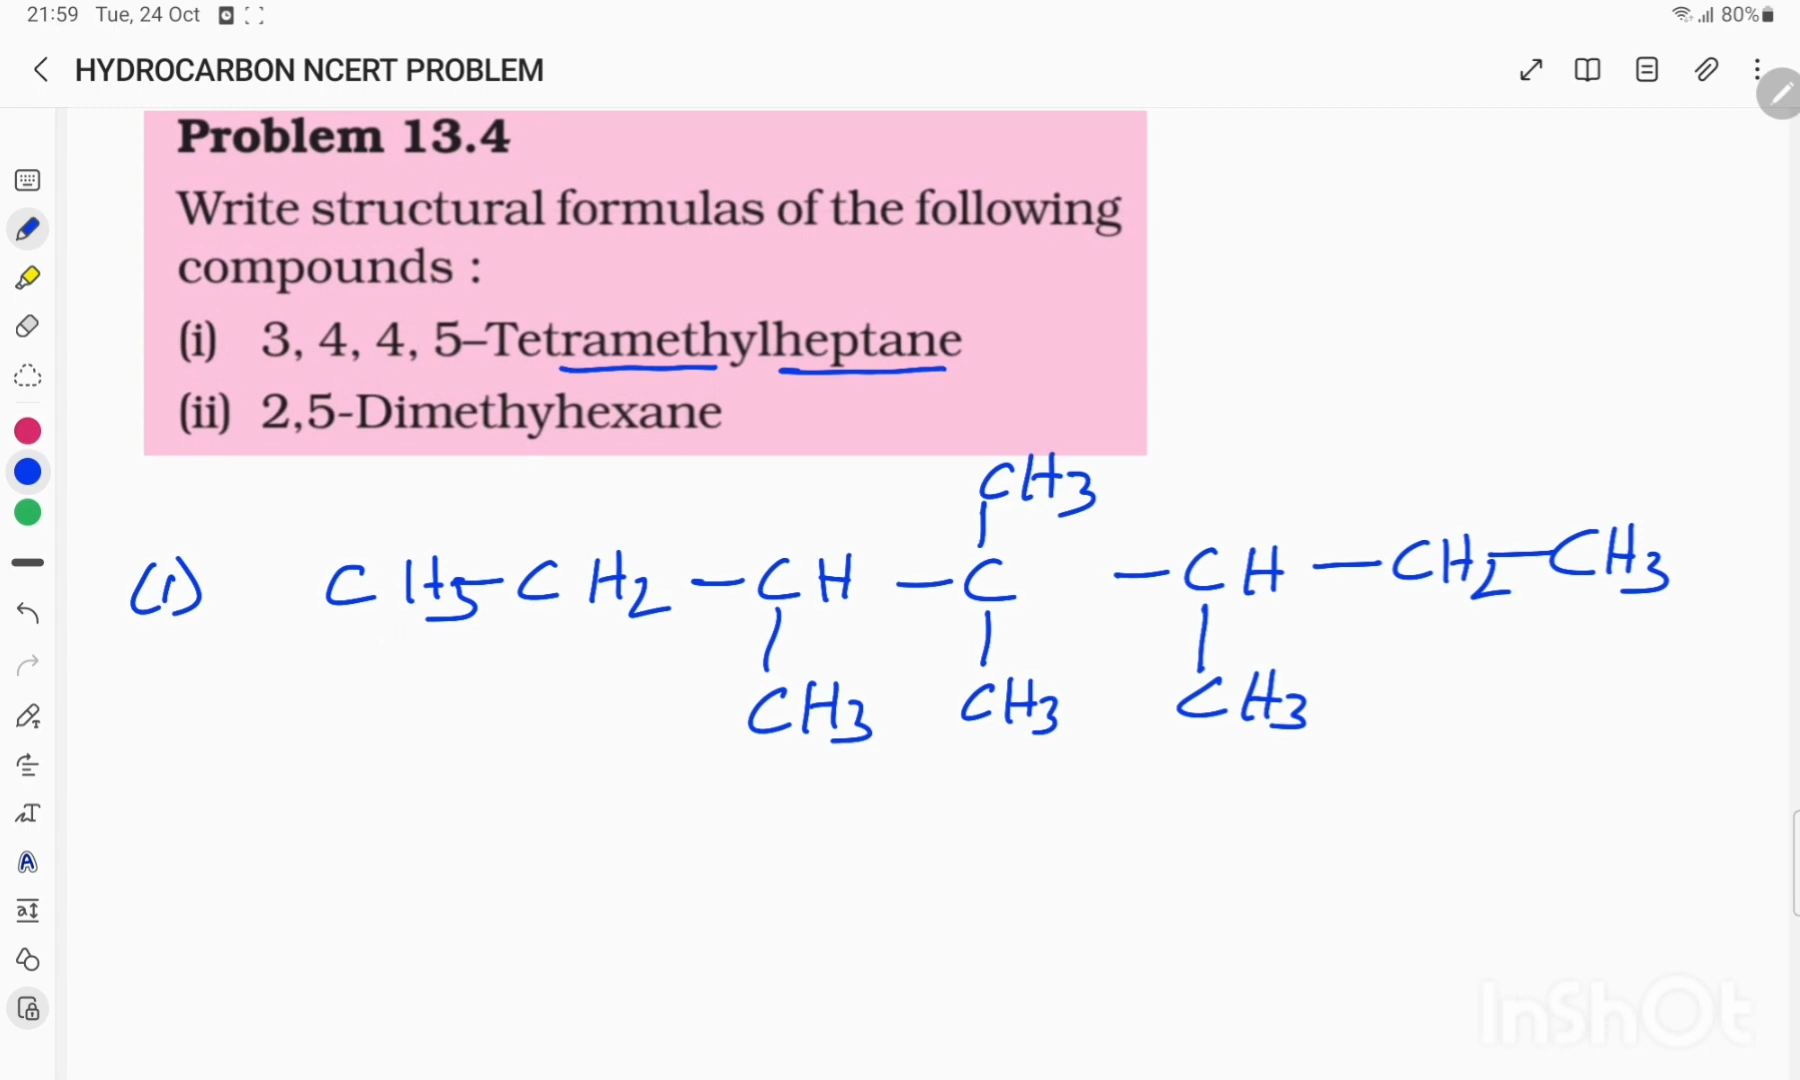 21:59 Tue, 24 Oct 80%
HYDROCARBON NCERT PROBLEM
Problem 13.4
Write structural formulas of the following
compounds :
(i) 3, 4, 4, 5–Tetramethylheptane
(ii) 2,5-Dimethyhexane
CH3
(i) CH3–CH2–CH–C–CH–CH2–CH3
CH3 CH3 CH3
InShOt